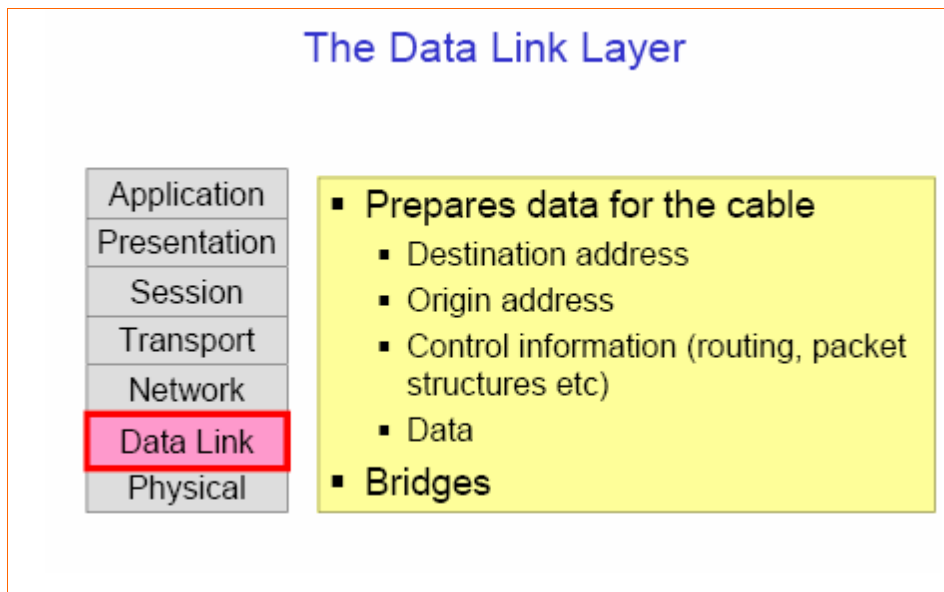 The Data Link Layer
Application
Presentation
Session
Transport
Network
Data Link
Physical
▪ Prepares data for the cable
▪ Destination address
▪ Origin address
▪ Control information (routing, packet
structures etc)
▪ Data
▪ Bridges